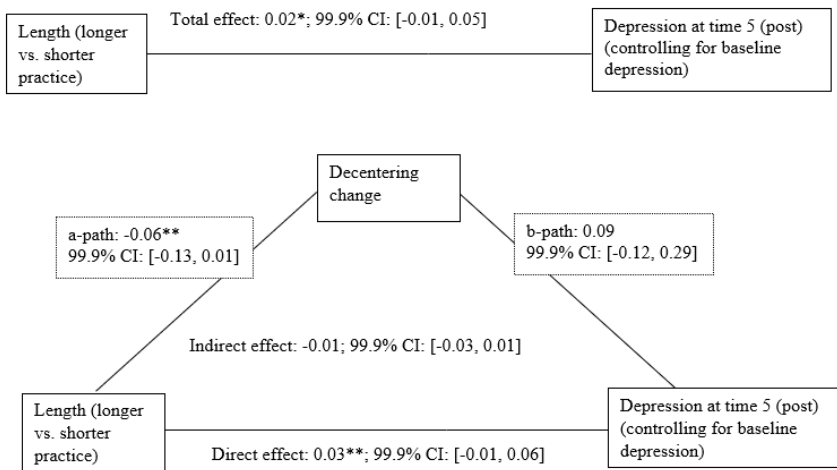 Total effect: 0.02*; 99.9% CI: [-0.01, 0.05]
Length (longer
vs. shorter
practice)
Depression at time 5 (post)
(controlling for baseline
depression)
Decentering
change
a-path: -0.06**
99.9% CI: [-0.13, 0.01]
b-path: 0.09
99.9% CI: [-0.12, 0.29]
Indirect effect: -0.01; 99.9% CI: [-0.03, 0.01]
Length (longer
vs. shorter
practice)
Depression at time 5 (post)
(controlling for baseline
depression)
Direct effect: 0.03**; 99.9% CI: [-0.01, 0.06]